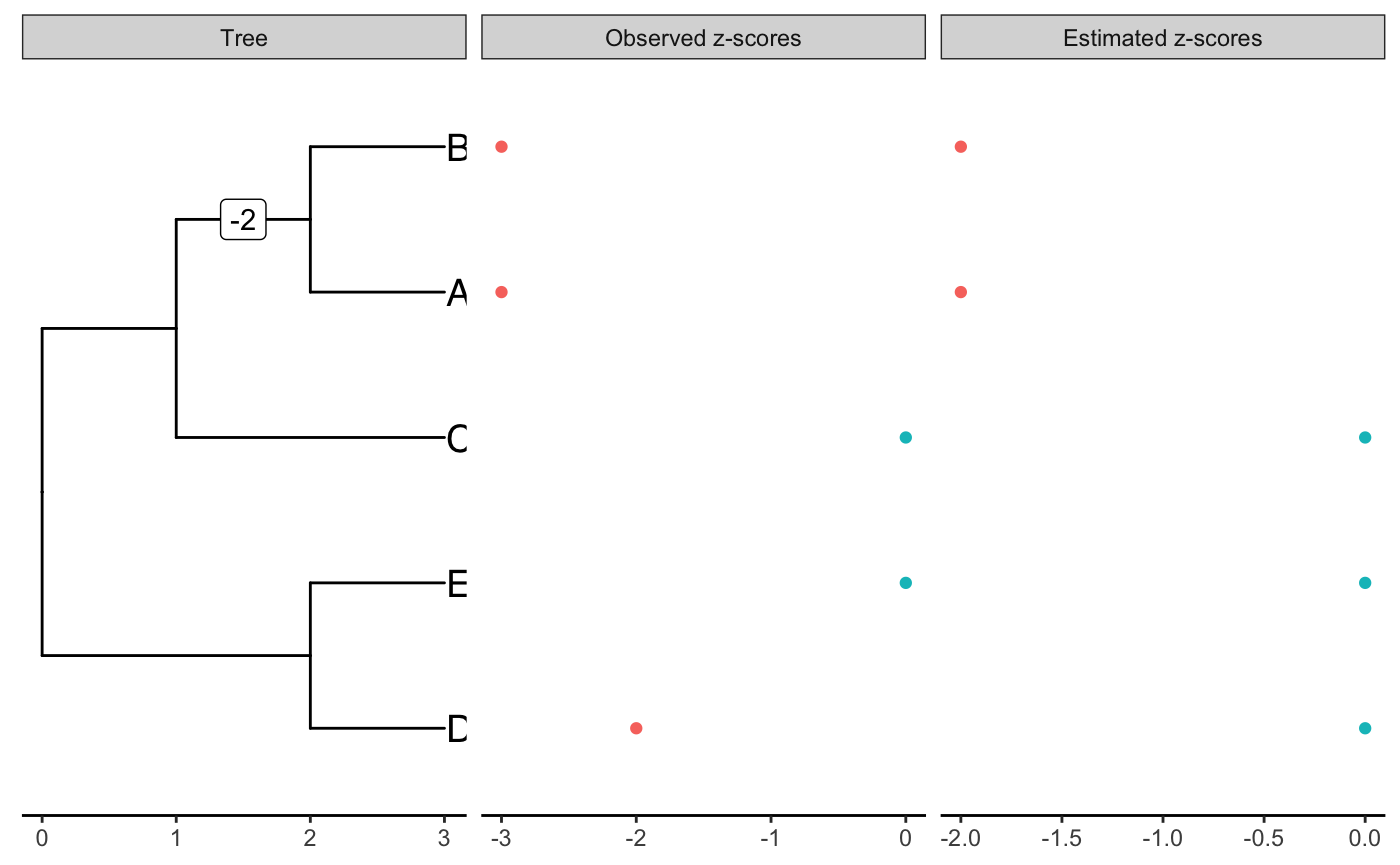 Tree
Observed z-scores
Estimated z-scores
B
-2
A
C
E
D
0 1 2 3
-3 -2 -1 0
-2.0 -1.5 -1.0 -0.5 0.0